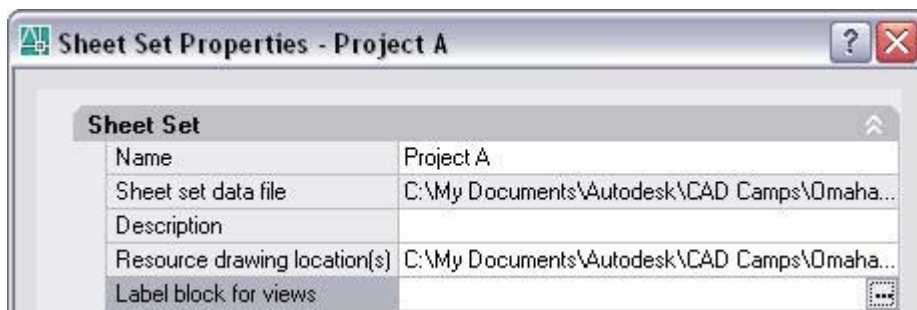 Sheet Set Properties - Project A
Sheet Set
Name Project A
Sheet set data file C:\My Documents\Autodesk\CAD Camps\Omaha...
Description
Resource drawing location(s) C:\My Documents\Autodesk\CAD Camps\Omaha...
Label block for views ...